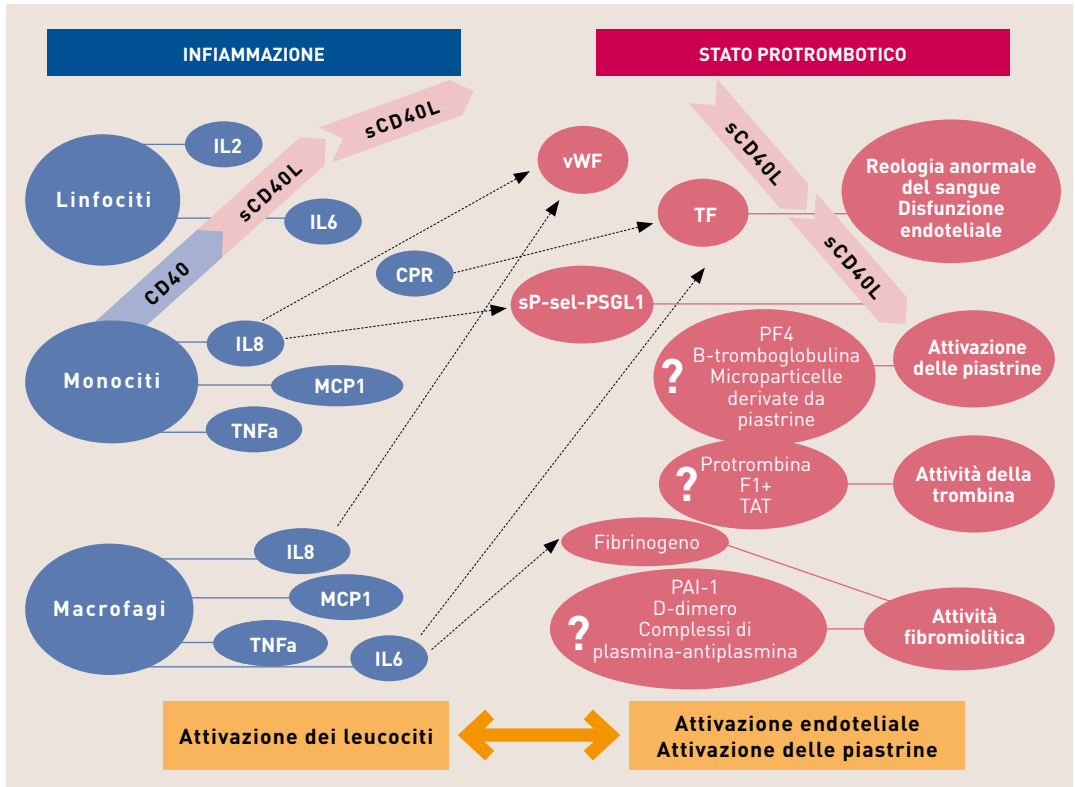 INFIAMMAZIONE
STATO PROTROMBOTICO
Linfociti
IL2
IL6
CD40
sCD40L
sCD40L
Monociti
IL8
MCP1
TNFa
CPR
Macrofagi
IL8
MCP1
TNFa
IL6
vWF
TF
sP-sel-PSGL1
sCD40L
sCD40L
Reologia anormale
del sangue
Disfunzione
endoteliale
?
PF4
B-tromboglobulina
Microparticelle
derivate da
piastrine
Attivazione
delle piastrine
?
Protrombina
F1+
TAT
Attività della
trombina
Fibrinogeno
?
PAI-1
D-dimero
Complessi di
plasmina-antiplasmina
Attività
fibromiolitica
Attivazione dei leucociti
Attivazione endoteliale
Attivazione delle piastrine